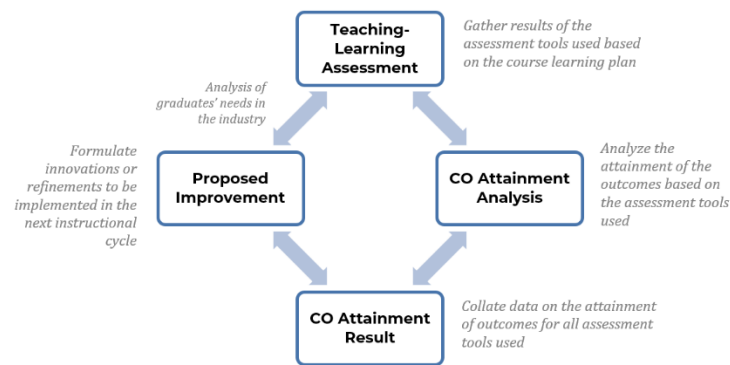 Teaching-
Learning
Assessment
Gather results of the
assessment tools used based
on the course learning plan
Analysis of
graduates' needs in
the industry
Formulate
innovations or
refinements to be
implemented in the
next instructional
cycle
Proposed
Improvement
CO Attainment
Analysis
Analyze the
attainment of the
outcomes based on
the assessment tools
used
CO Attainment
Result
Collate data on the attainment
of outcomes for all assessment
tools used